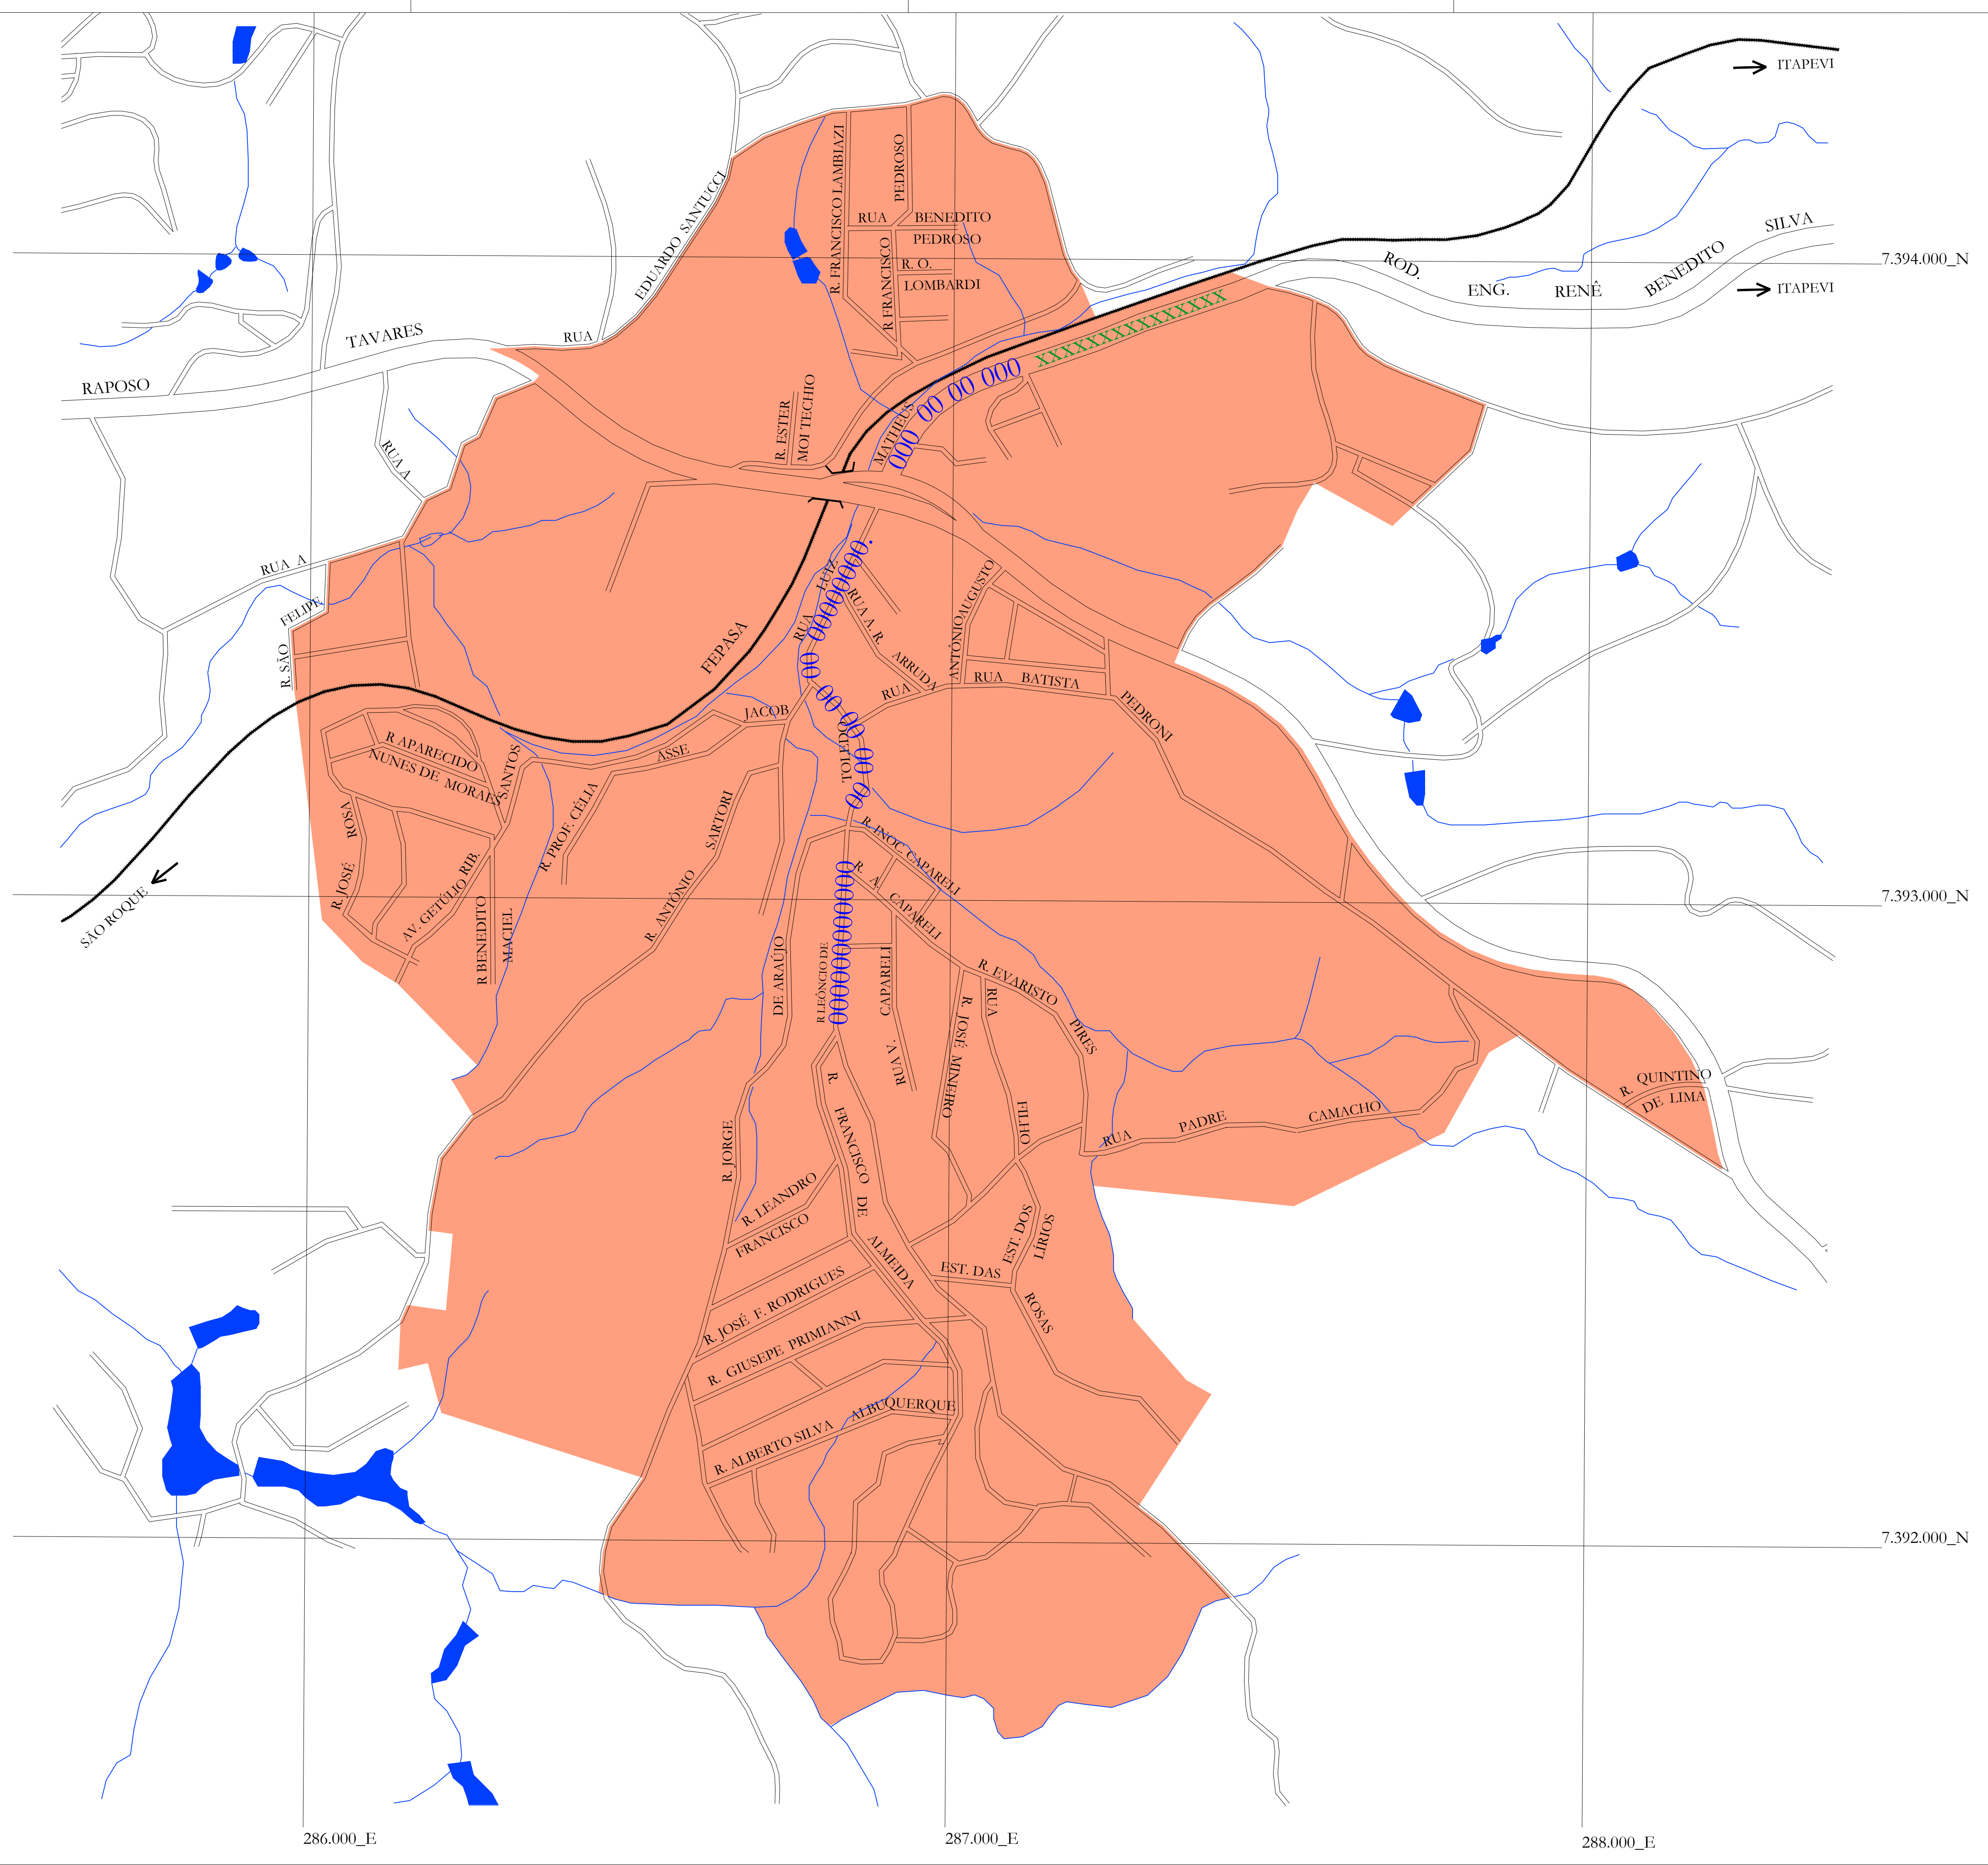 ITAPEVI
R. FRANCISCO LAMBIAZI
PEDROSO
RUA BENEDITO
PEDROSO
R FRANCISCO
R. O.
LOMBARDI
EDUARDO SANTUCCI
RUA
TAVARES
RAPOSO
ROD. ENG. RENÊ BENEDITO SILVA
ITAPEVI
7.394.000_N
XXXXXXXXXXXXXXXX
000 00 00 000
MATHEUS
R. ESTER
MOI TECHIO
RUA A
RUA A
R. SÃO FELIPE
FEPASA
RUA LUIZ
RUA A. R.
ARRUDA
ANTÔNIO AUGUSTO
RUA BATISTA
RUA
PEDRONI
JACOB
ASSE
TOLEDO
R APARECIDO
NUNES DE MORAES
SANTOS
R. PROF. CÉLIA
SARTORI
R. ANTÔNIO
R. JOSÉ ROSA
AV. GETÚLIO RIB.
R BENEDITO
MACIEL
SÃO ROQUE
7.393.000_N
R. INOC. CAPARELI
R. A. CAPARELI
DE ARAÚJO
R LEÔNCIO DE
CAPARELI
RUA V.
R. EVARISTO
PIRES
RUA
FILHO
R. JOSÉ MINEIRO
R. JORGE
R. FRANCISCO DE
ALMEIDA
RUA PADRE CAMACHO
R. QUINTINO
DE LIMA
R. LEANDRO
FRANCISCO
EST. DOS
LÍRIOS
EST. DAS
ROSAS
R. JOSÉ F. RODRIGUES
R. GIUSEPE PRIMIANNI
R. ALBERTO SILVA ALBUQUERQUE
7.392.000_N
286.000_E
287.000_E
288.000_E